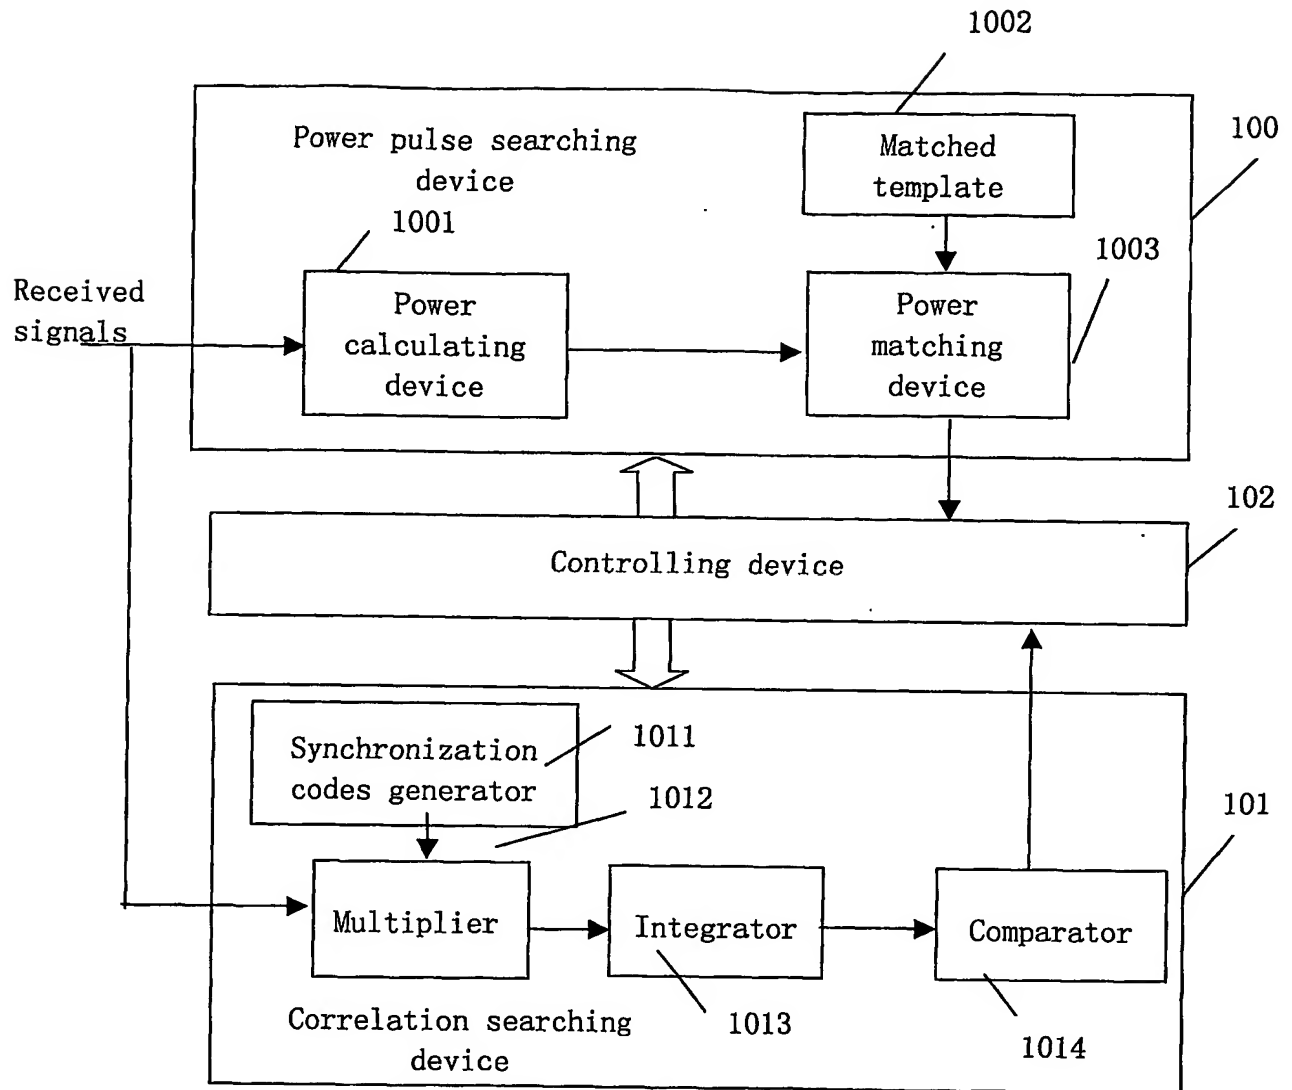 1002
Power pulse searching
device
Matched
template
100
1001
1003
Received
signals
Power
calculating
device
Power
matching
device
102
Controlling device
Synchronization
codes generator
1011
1012
101
Multiplier
Integrator
Comparator
Correlation searching
device
1013
1014